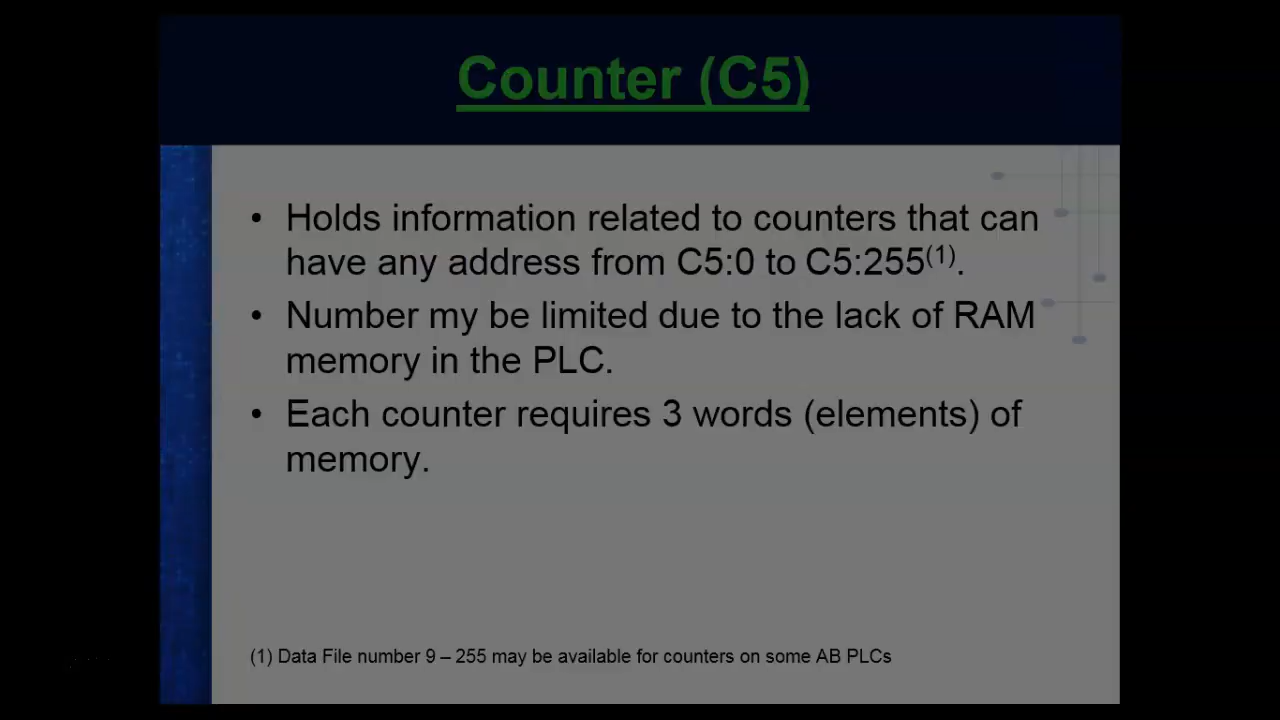 Counter (C5)
• Holds information related to counters that can
have any address from C5:0 to C5:255(1).
• Number my be limited due to the lack of RAM
memory in the PLC.
• Each counter requires 3 words (elements) of
memory.
(1) Data File number 9 – 255 may be available for counters on some AB PLCs